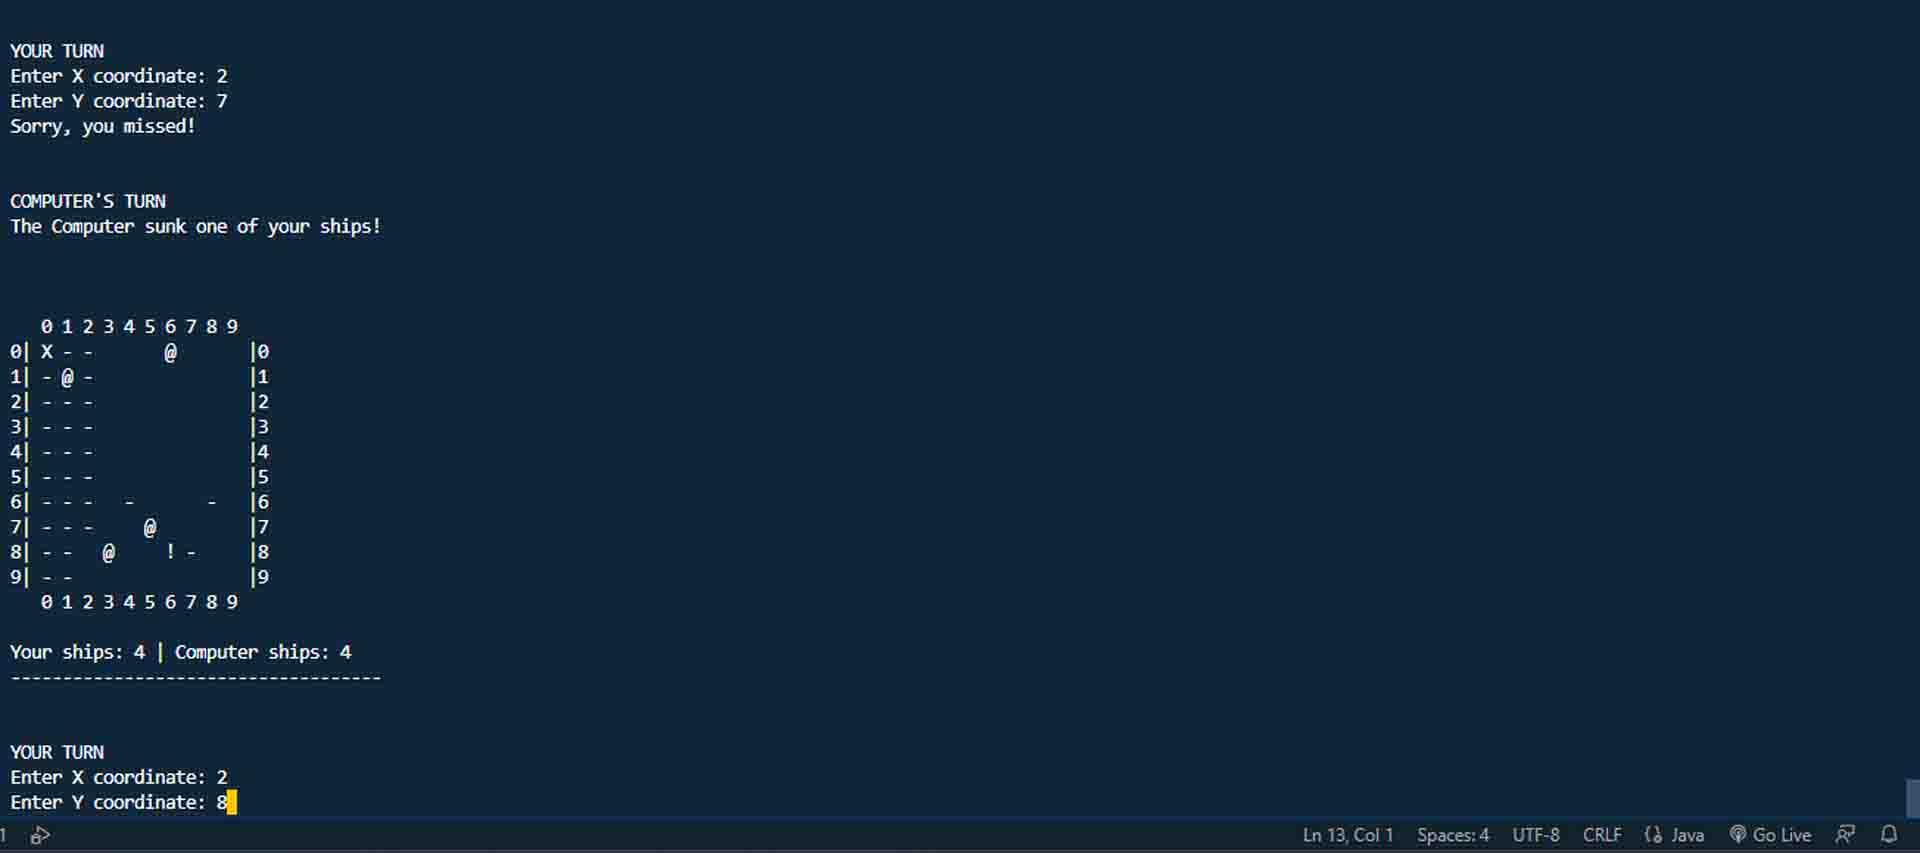 YOUR TURN
Enter X coordinate: 2
Enter Y coordinate: 7
Sorry, you missed!
COMPUTER'S TURN
The Computer sunk one of your ships!
   0 1 2 3 4 5 6 7 8 9
0| X - -       @       |0
1| - @ -               |1
2| - - -               |2
3| - - -               |3
4| - - -               |4
5| - - -               |5
6| - - -   -       -   |6
7| - - -     @         |7
8| - -   @     ! -     |8
9| - -                 |9
   0 1 2 3 4 5 6 7 8 9
Your ships: 4 | Computer ships: 4
------------------------------------
YOUR TURN
Enter X coordinate: 2
Enter Y coordinate: 8
1 Ln 13, Col 1 Spaces: 4 UTF-8 CRLF Java Go Live